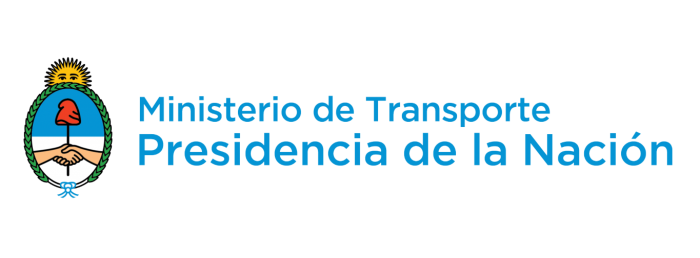 Ministerio de Transporte
Presidencia de la Nación